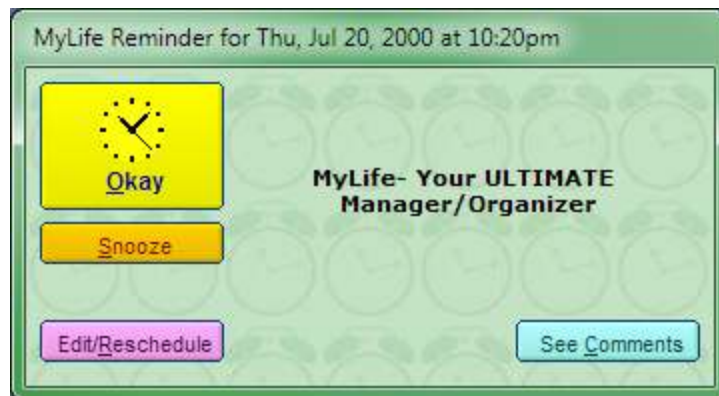 MyLife Reminder for Thu, Jul 20, 2000 at 10:20pm
Okay
MyLife- Your ULTIMATE
Manager/Organizer
Snooze
Edit/Reschedule
See Comments